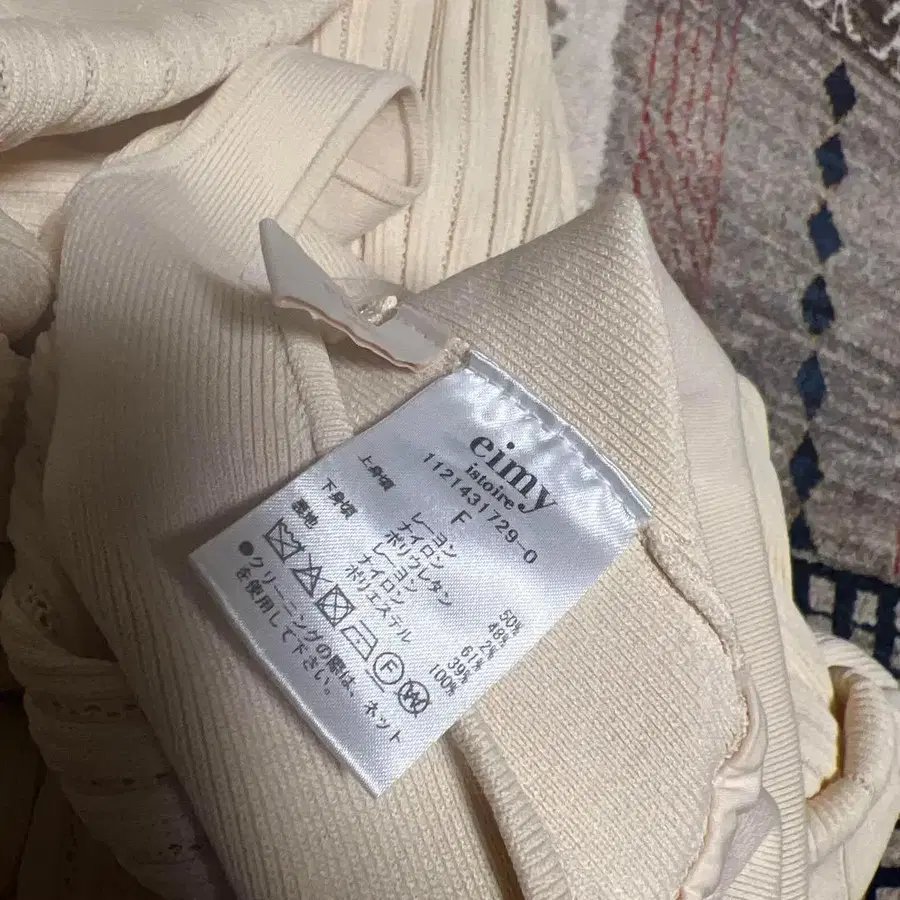 eimy
istoire®
1121431729-0
F
上身頃 レーヨン 50%
ナイロン 48%
ポリウレタン 2%
下身頃 レーヨン 61%
ナイロン 39%
裏地 ポリエステル 100%
F W
●クリーニングの際は、ネット
を使用して下さい。